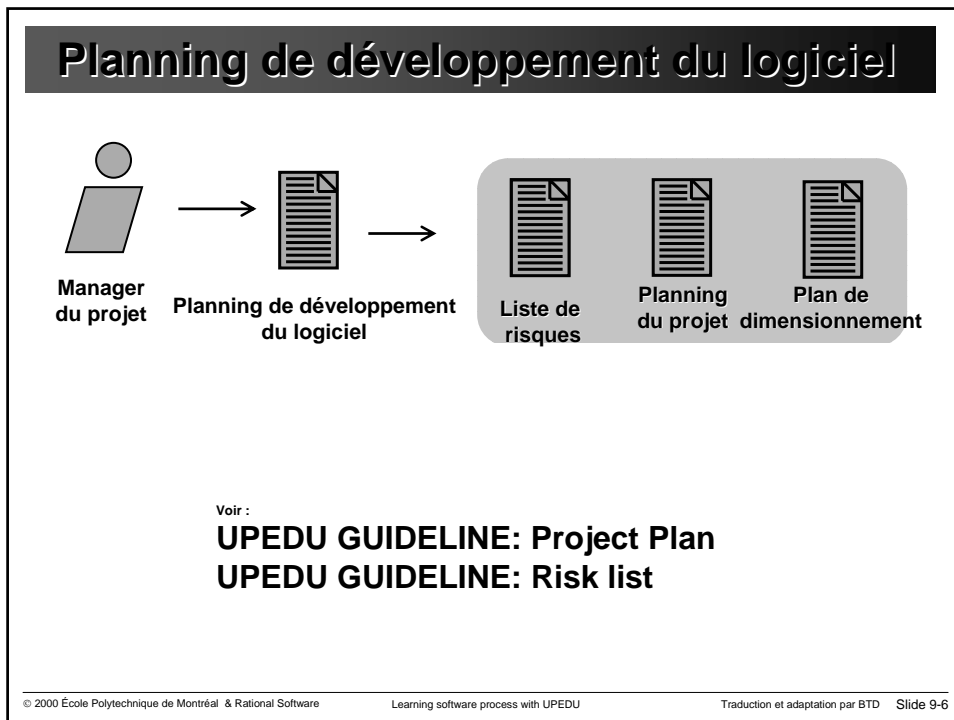 Planning de développement du logiciel
Manager
du projet
Planning de développement
du logiciel
Liste de
risques
Planning
du projet
Plan de
dimensionnement
Voir :
UPEDU GUIDELINE: Project Plan
UPEDU GUIDELINE: Risk list
© 2000 École Polytechnique de Montréal & Rational Software
Learning software process with UPEDU
Traduction et adaptation par BTD
Slide 9-6